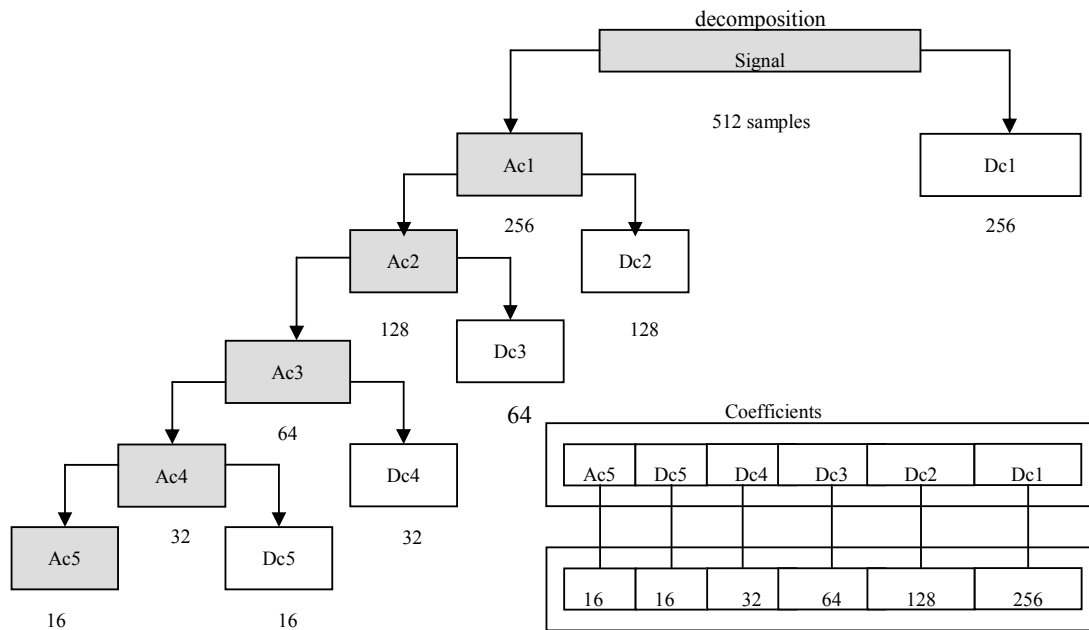 decomposition
Signal
512 samples
Ac1
Dc1
256
256
Ac2
Dc2
128
128
Dc3
64
Ac3
64
Ac4
Dc4
32
32
Ac5
Dc5
16
16
Coefficients
Ac5 Dc5 Dc4 Dc3 Dc2 Dc1
16 16 32 64 128 256